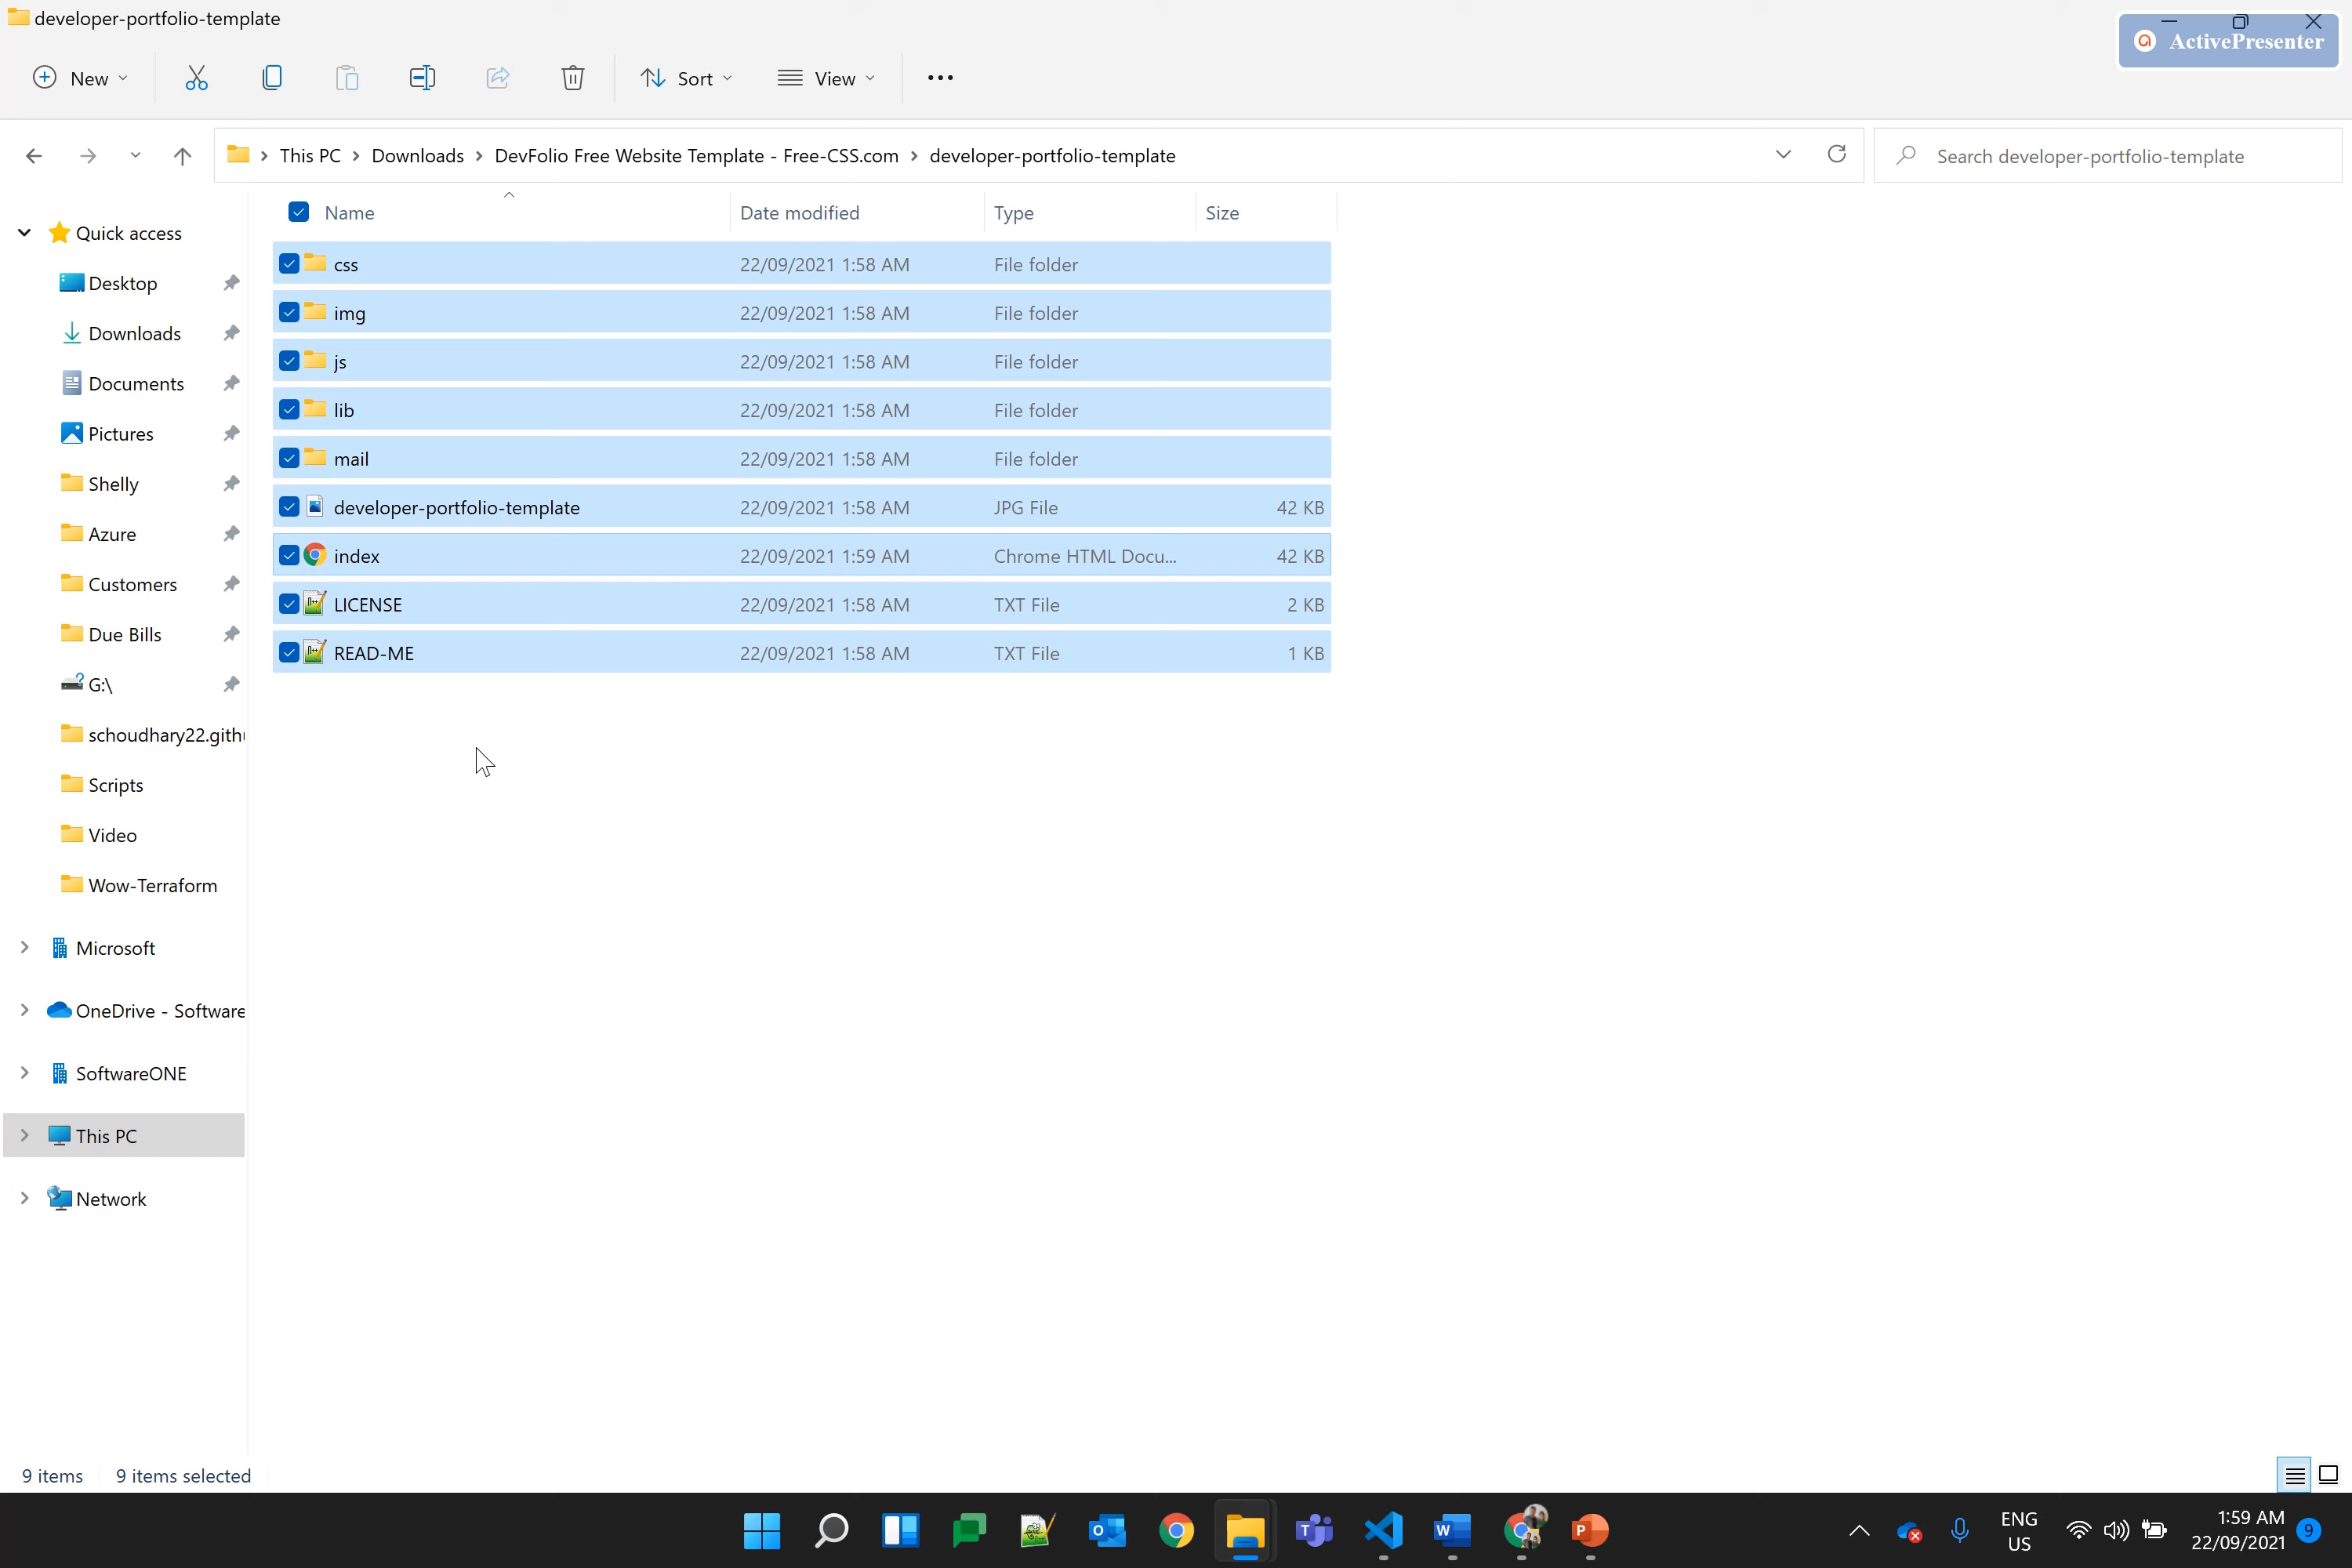 developer-portfolio-template
ActivePresenter
New
Sort
View
This PC > Downloads > DevFolio Free Website Template - Free-CSS.com > developer-portfolio-template
Search developer-portfolio-template
Name Date modified Type Size
Quick access
Desktop
Downloads
Documents
Pictures
Shelly
Azure
Customers
Due Bills
G:\
schoudhary22.githu
Scripts
Video
Wow-Terraform
Microsoft
OneDrive - Software
SoftwareONE
This PC
Network
css 22/09/2021 1:58 AM File folder
img 22/09/2021 1:58 AM File folder
js 22/09/2021 1:58 AM File folder
lib 22/09/2021 1:58 AM File folder
mail 22/09/2021 1:58 AM File folder
developer-portfolio-template 22/09/2021 1:58 AM JPG File 42 KB
index 22/09/2021 1:59 AM Chrome HTML Docu... 42 KB
LICENSE 22/09/2021 1:58 AM TXT File 2 KB
READ-ME 22/09/2021 1:58 AM TXT File 1 KB
9 items 9 items selected
ENG
US
1:59 AM
22/09/2021
9